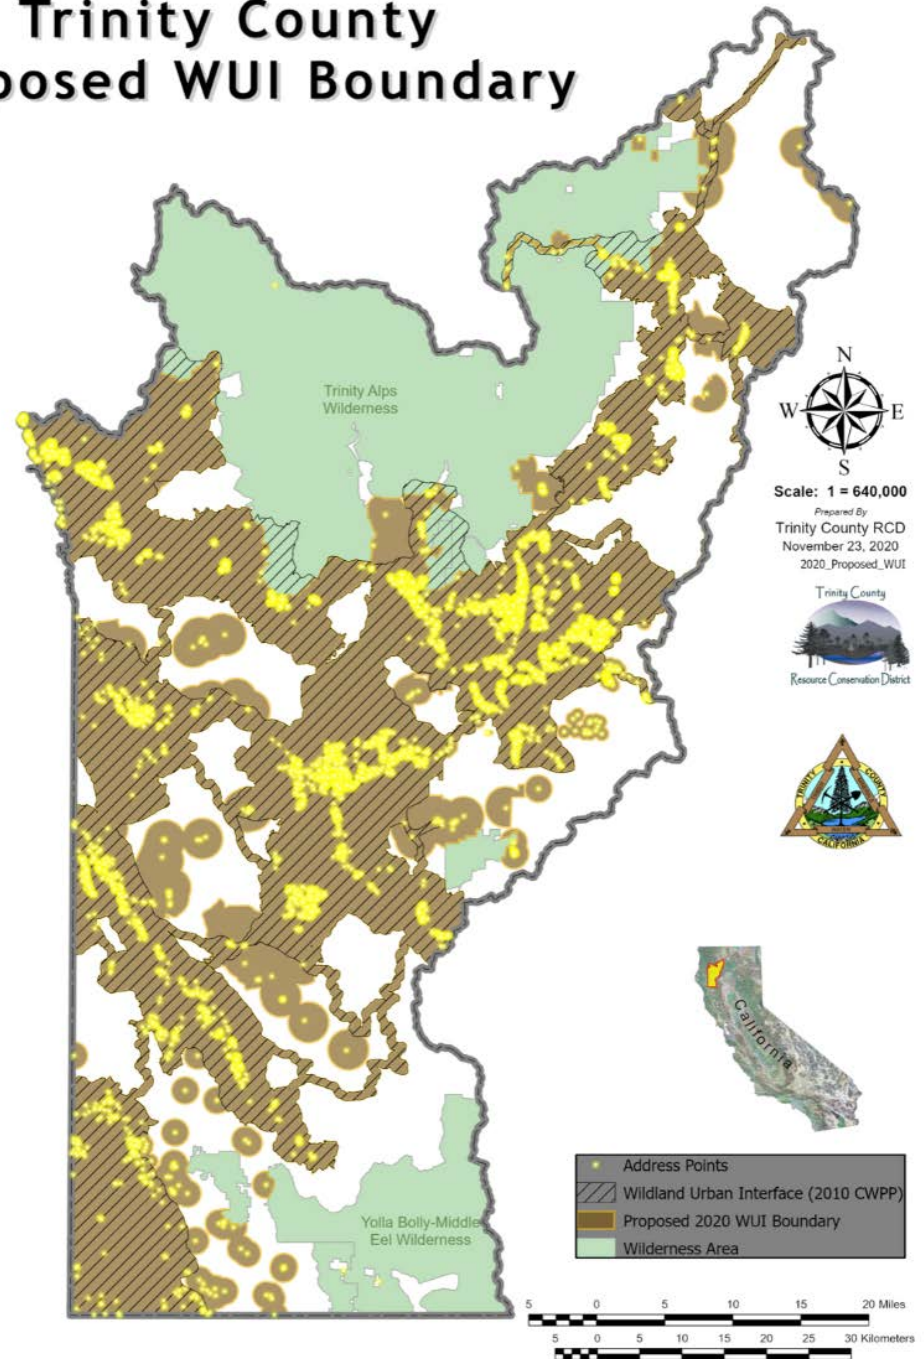 Trinity County
posed WUI Boundary
Trinity Alps
Wilderness
N
W
E
S
Scale: 1 = 640,000
Prepared By
Trinity County RCD
November 23, 2020
2020_Proposed_WUI
Trinity County
Resource Conservation District
TRINITY COUNTY
CALIFORNIA
California
Address Points
Wildland Urban Interface (2010 CWPP)
Proposed 2020 WUI Boundary
Wilderness Area
Yolla Bolly-Middle
Eel Wilderness
5 0 5 10 15 20 Miles
5 0 5 10 15 20 25 30 Kilometers